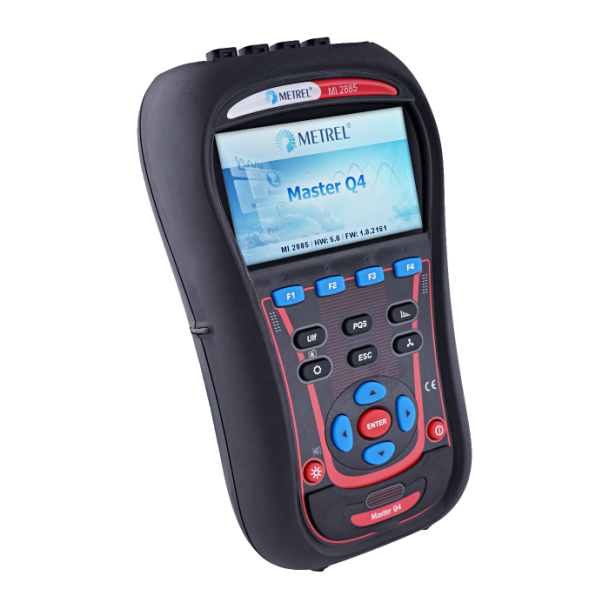 METREL® MI 2885
METREL®
Master Q4
MI 2885 / HW: 5.0 / FW: 1.0.2161
F1 F2 F3 F4
UIf PQS
ESC
ENTER
CE
Master Q4